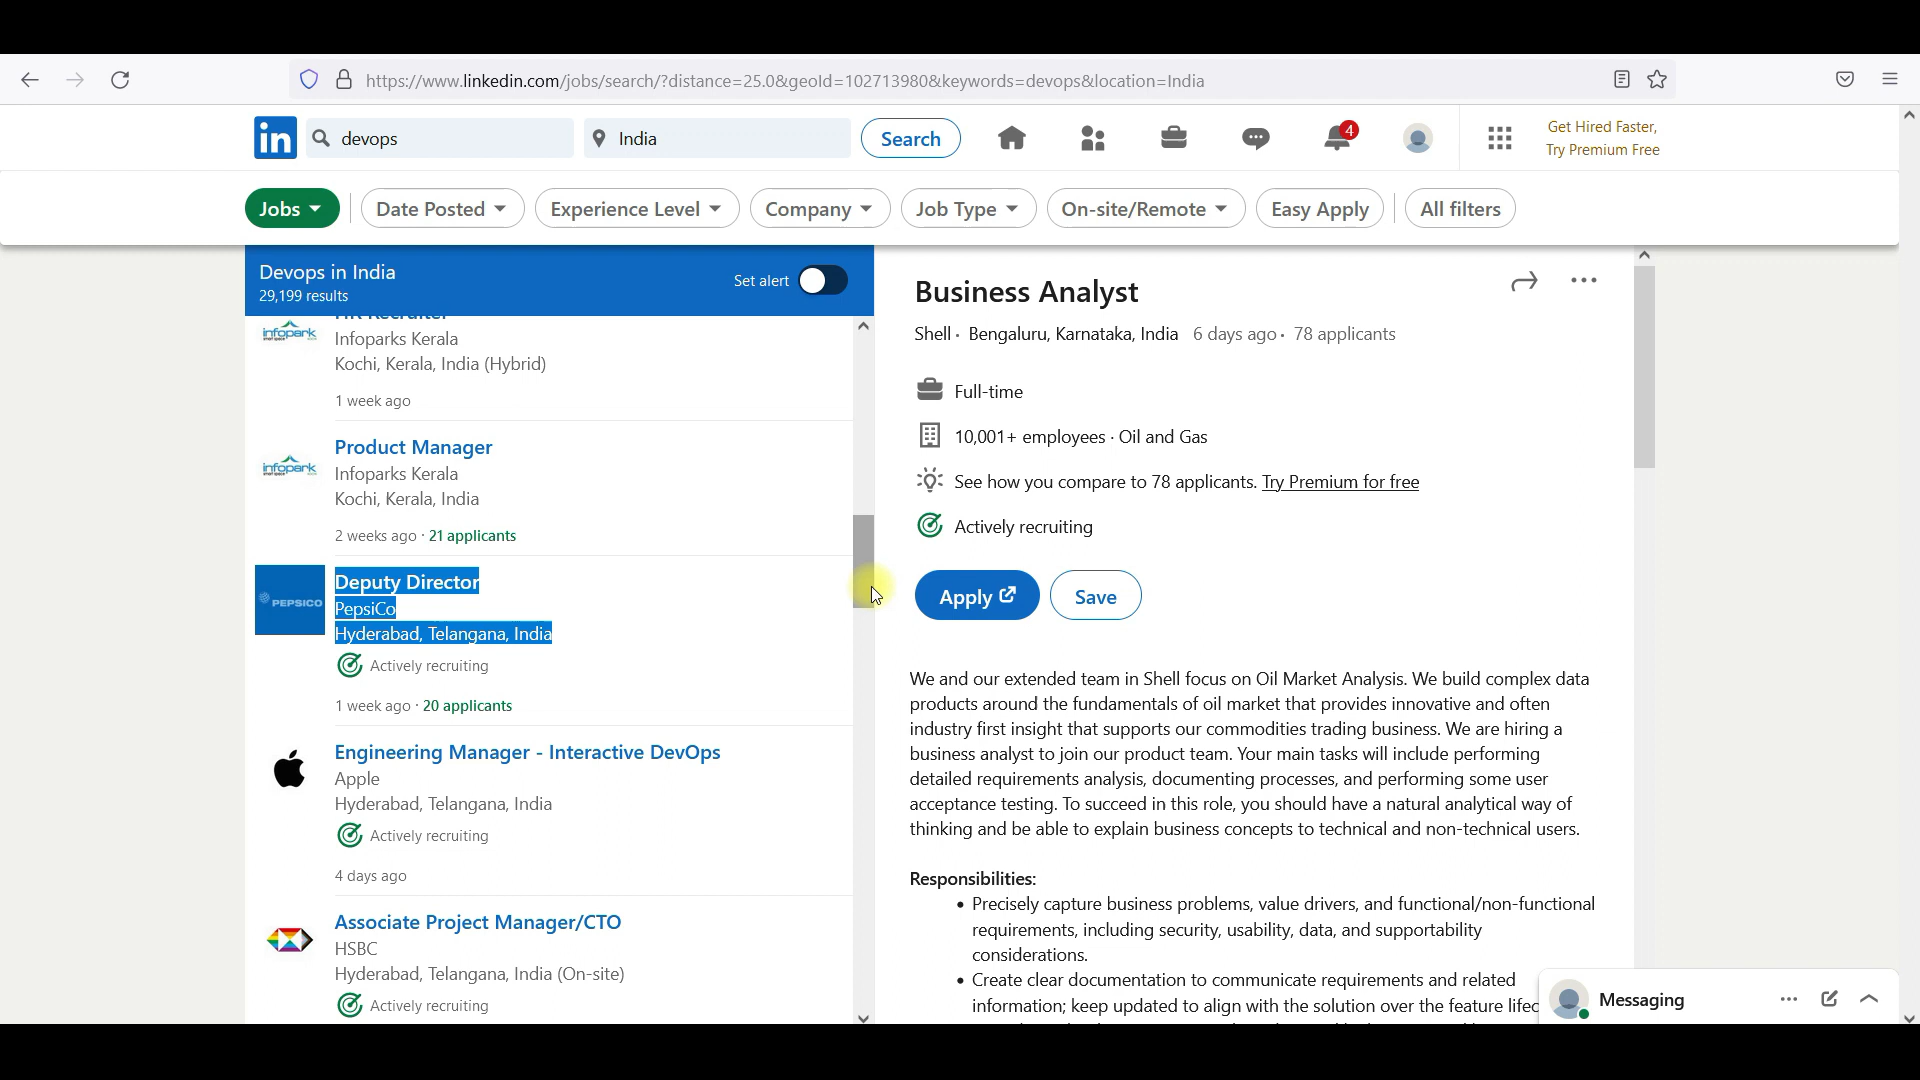 https://www.linkedin.com/jobs/search/?distance=25.0&geoId=102713980&keywords=devops&location=India
in
devops
India
Search
4
Get Hired Faster,
Try Premium Free
Jobs
Date Posted
Experience Level
Company
Job Type
On-site/Remote
Easy Apply
All filters
Devops in India
29,199 results
Set alert
HR Recruiter
infopark
Infoparks Kerala
Kochi, Kerala, India (Hybrid)
1 week ago
Product Manager
infopark
Infoparks Kerala
Kochi, Kerala, India
2 weeks ago · 21 applicants
Deputy Director
PEPSICO
PepsiCo
Hyderabad, Telangana, India
Actively recruiting
1 week ago · 20 applicants
Engineering Manager - Interactive DevOps
Apple
Hyderabad, Telangana, India
Actively recruiting
4 days ago
Associate Project Manager/CTO
HSBC
Hyderabad, Telangana, India (On-site)
Actively recruiting
Business Analyst
Shell · Bengaluru, Karnataka, India 6 days ago · 78 applicants
Full-time
10,001+ employees · Oil and Gas
See how you compare to 78 applicants. Try Premium for free
Actively recruiting
Apply
Save
We and our extended team in Shell focus on Oil Market Analysis. We build complex data
products around the fundamentals of oil market that provides innovative and often
industry first insight that supports our commodities trading business. We are hiring a
business analyst to join our product team. Your main tasks will include performing
detailed requirements analysis, documenting processes, and performing some user
acceptance testing. To succeed in this role, you should have a natural analytical way of
thinking and be able to explain business concepts to technical and non-technical users.
Responsibilities:
• Precisely capture business problems, value drivers, and functional/non-functional
requirements, including security, usability, data, and supportability
considerations.
• Create clear documentation to communicate requirements and related
information; keep updated to align with the solution over the feature lifec
Messaging